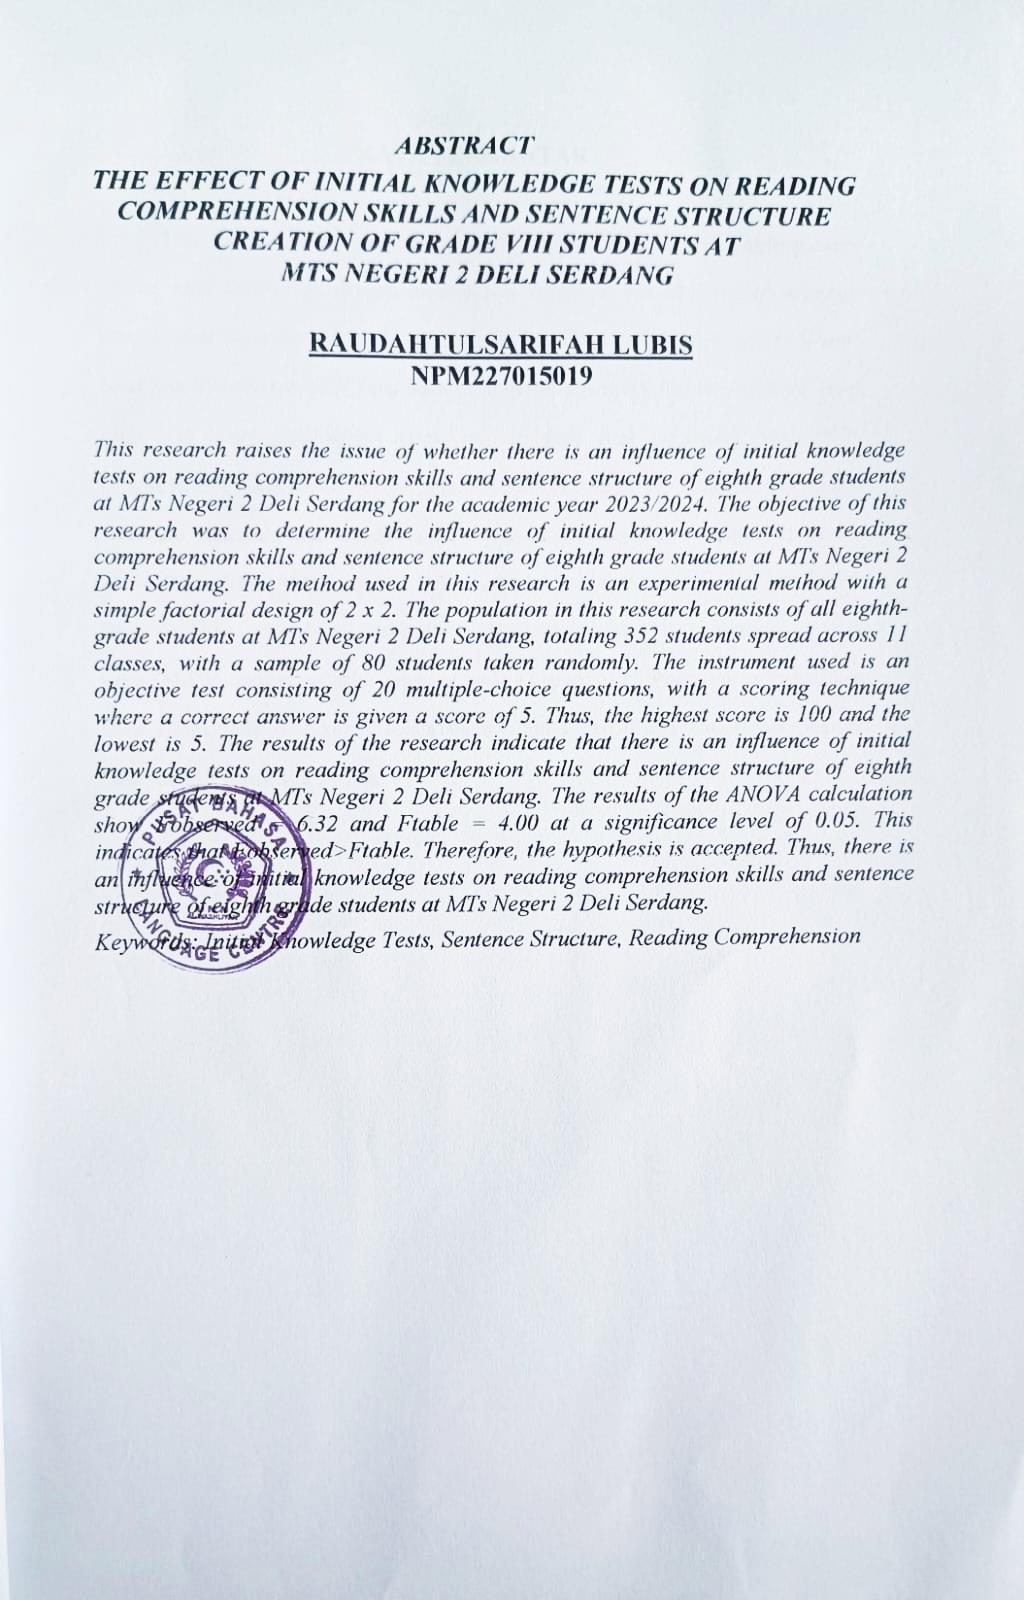 ABSTRACT
THE EFFECT OF INITIAL KNOWLEDGE TESTS ON READING
COMPREHENSION SKILLS AND SENTENCE STRUCTURE
CREATION OF GRADE VIII STUDENTS AT
MTS NEGERI 2 DELI SERDANG
RAUDAHTULSARIFAH LUBIS
NPM227015019
This research raises the issue of whether there is an influence of initial knowledge
tests on reading comprehension skills and sentence structure of eighth grade students
at MTs Negeri 2 Deli Serdang for the academic year 2023/2024. The objective of this
research was to determine the influence of initial knowledge tests on reading
comprehension skills and sentence structure of eighth grade students at MTs Negeri 2
Deli Serdang. The method used in this research is an experimental method with a
simple factorial design of 2 x 2. The population in this research consists of all eighth-
grade students at MTs Negeri 2 Deli Serdang, totaling 352 students spread across 11
classes, with a sample of 80 students taken randomly. The instrument used is an
objective test consisting of 20 multiple-choice questions, with a scoring technique
where a correct answer is given a score of 5. Thus, the highest score is 100 and the
lowest is 5. The results of the research indicate that there is an influence of initial
knowledge tests on reading comprehension skills and sentence structure of eighth
grade students at MTs Negeri 2 Deli Serdang. The results of the ANOVA calculation
show Fobserved = 6.32 and Ftable = 4.00 at a significance level of 0.05. This
indicates that Fobserved>Ftable. Therefore, the hypothesis is accepted. Thus, there is
an influence of initial knowledge tests on reading comprehension skills and sentence
structure of eighth grade students at MTs Negeri 2 Deli Serdang.
Keywords: Initial Knowledge Tests, Sentence Structure, Reading Comprehension
PUSAT BAHASA
LANGUAGE CENTRE